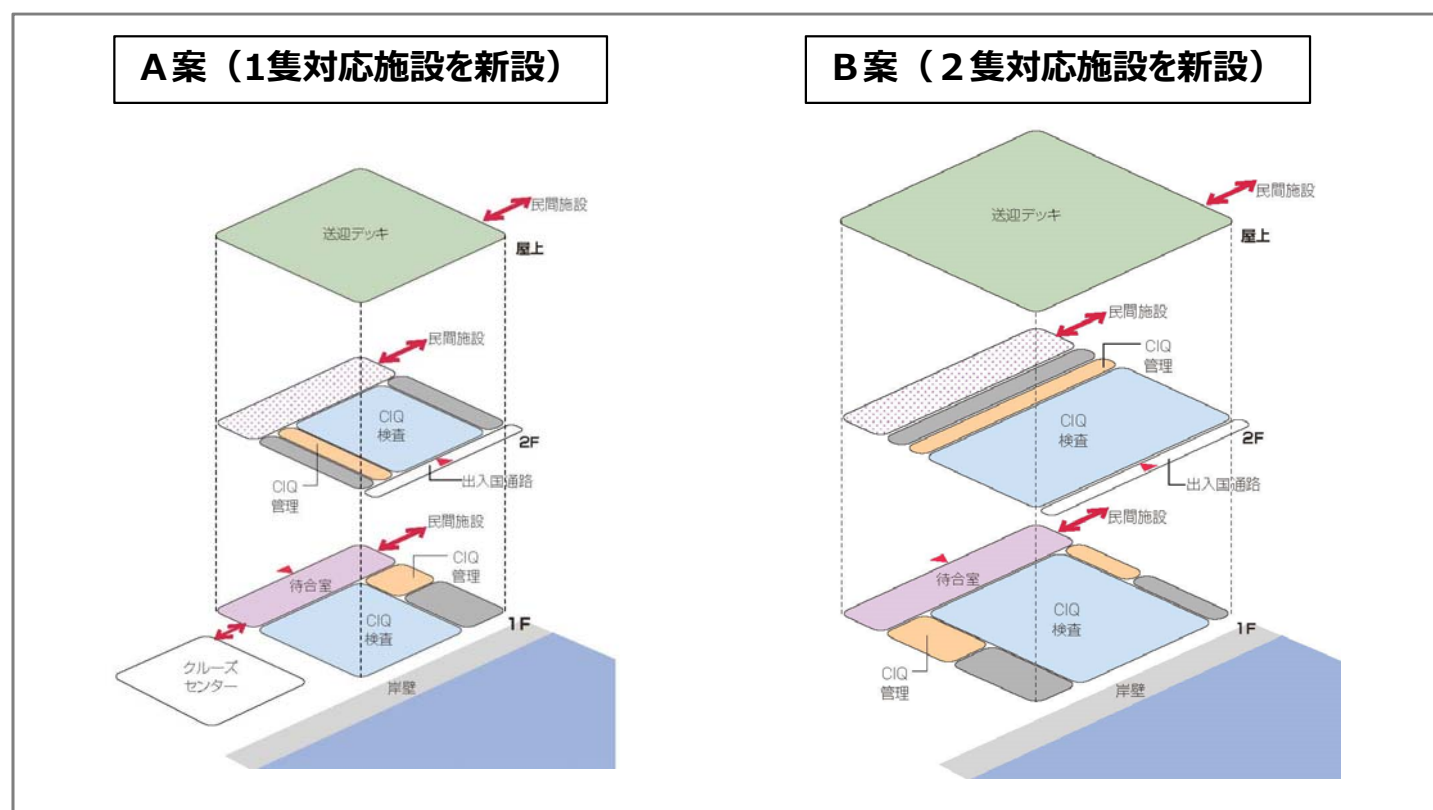 A案（1隻対応施設を新設）
民間施設
送迎デッキ
屋上
民間施設
CIQ
検査
2F
出入国通路
CIQ
管理
民間施設
CIQ
管理
待合室
CIQ
検査
1F
クルーズ
センター
岸壁
B案（２隻対応施設を新設）
民間施設
送迎デッキ
屋上
民間施設
CIQ
管理
CIQ
検査
2F
出入国通路
民間施設
待合室
CIQ
検査
1F
CIQ
管理
岸壁